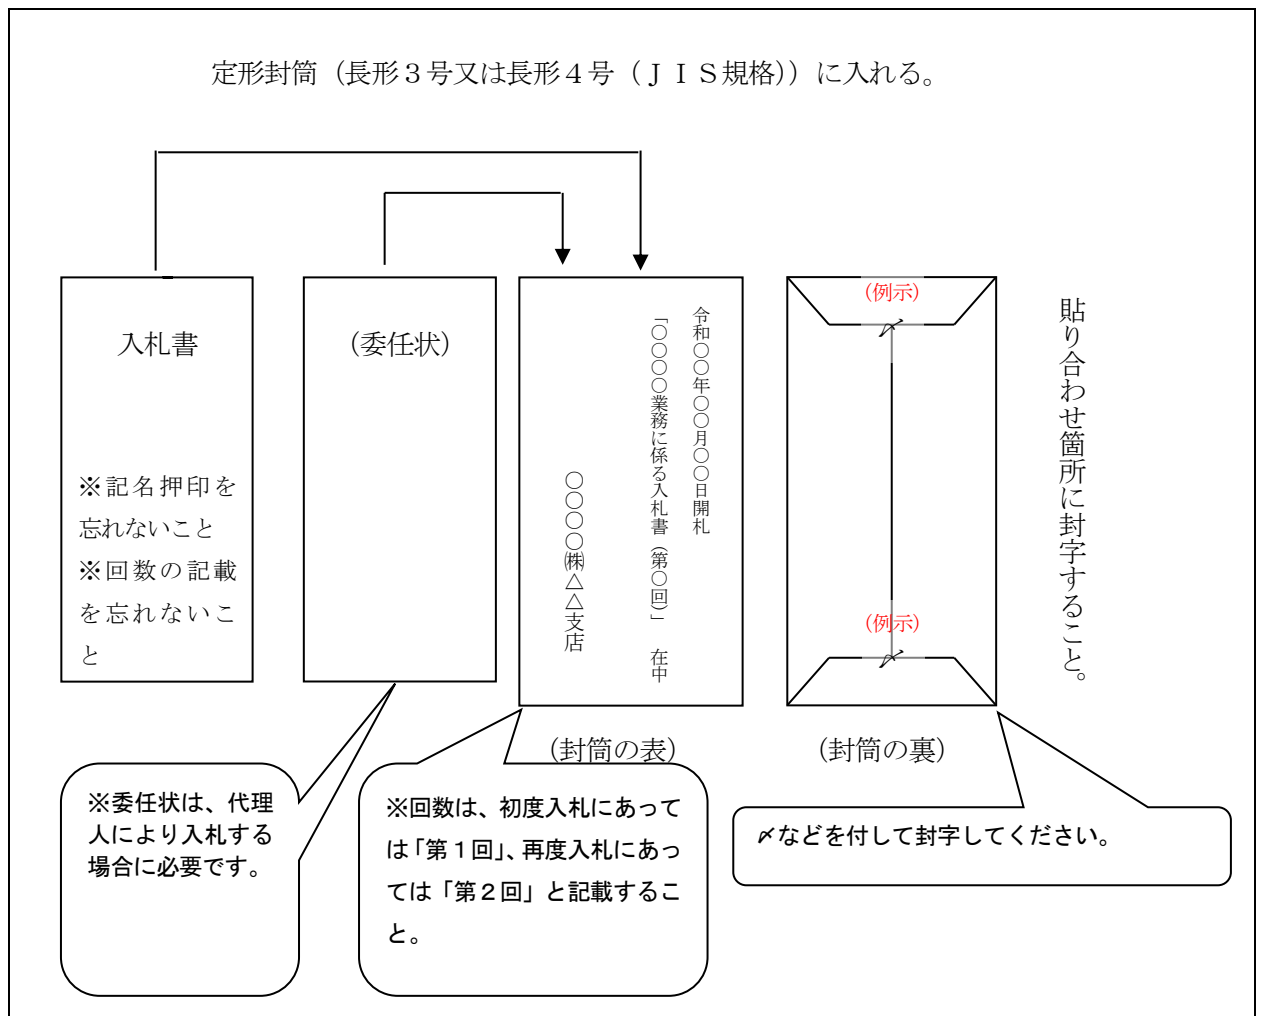 定形封筒（長形３号又は長形４号（ＪＩＳ規格））に入れる。
入札書
※記名押印を
忘れないこと
※回数の記載
を忘れないこ
と
（委任状）
令和〇〇年〇〇月〇〇日開札
「〇〇〇〇業務に係る入札書（第〇回）」　在中
〇〇〇〇㈱△△支店
（例示）
〆
（例示）
〆
貼り合わせ箇所に封字すること。
（封筒の表）
（封筒の裏）
※委任状は、代理
人により入札する
場合に必要です。
※回数は、初度入札にあって
は「第１回」、再度入札にあっ
ては「第２回」と記載するこ
と。
〆などを付して封字してください。